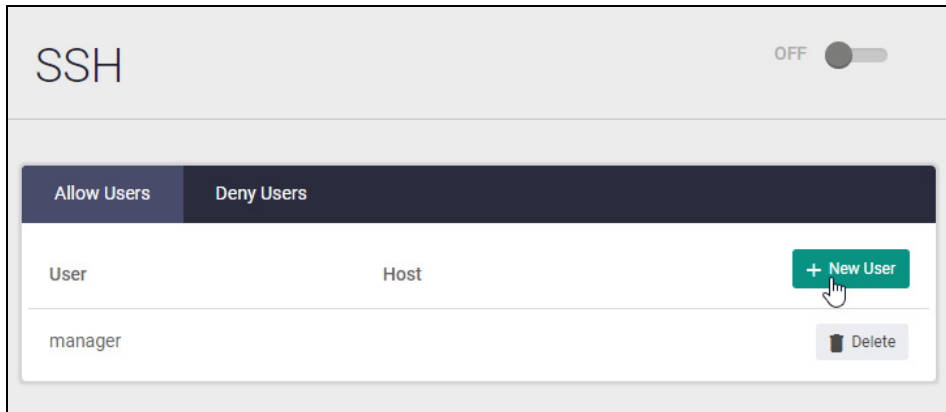 SSH
OFF
Allow Users Deny Users
User Host + New User
manager Delete